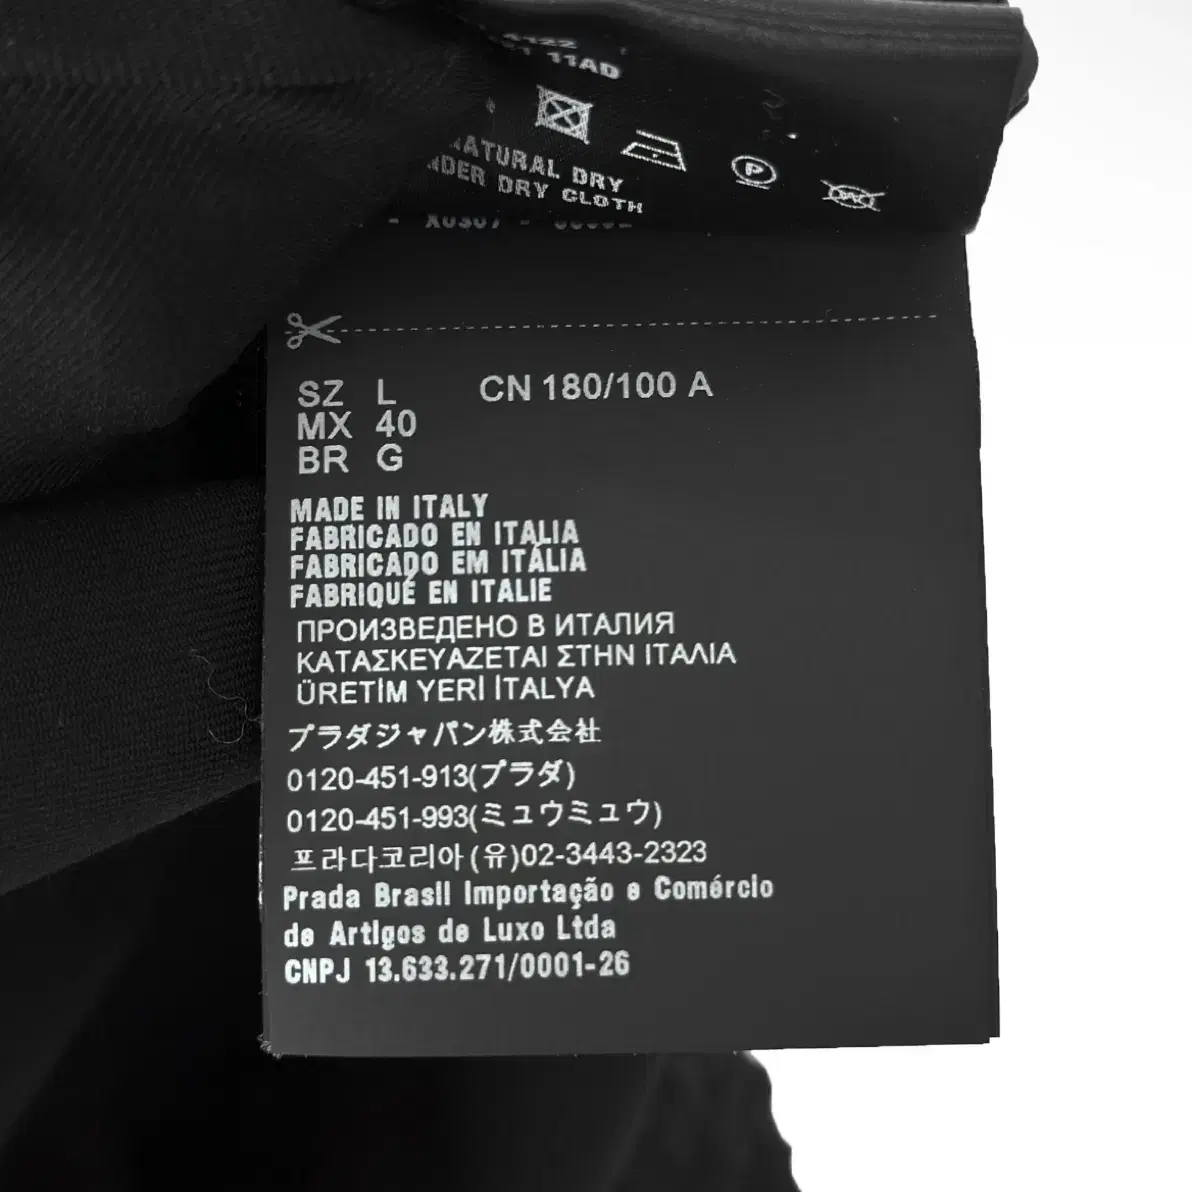 11AD
NATURAL DRY
UNDER DRY CLOTH
P
SZ L CN 180/100 A
MX 40
BR G
MADE IN ITALY
FABRICADO EN ITALIA
FABRICADO EM ITÁLIA
FABRIQUÉ EN ITALIE
ПРОИЗВЕДЕНО В ИТАЛИЯ
ΚΑΤΑΣΚΕΥΑΖΕΤΑΙ ΣΤΗΝ ΙΤΑΛΙΑ
ÜRETİM YERİ İTALYA
プラダジャパン株式会社
0120-451-913(プラダ)
0120-451-993(ミュウミュウ)
프라다코리아(유)02-3443-2323
Prada Brasil Importação e Comércio
de Artigos de Luxo Ltda
CNPJ 13.633.271/0001-26